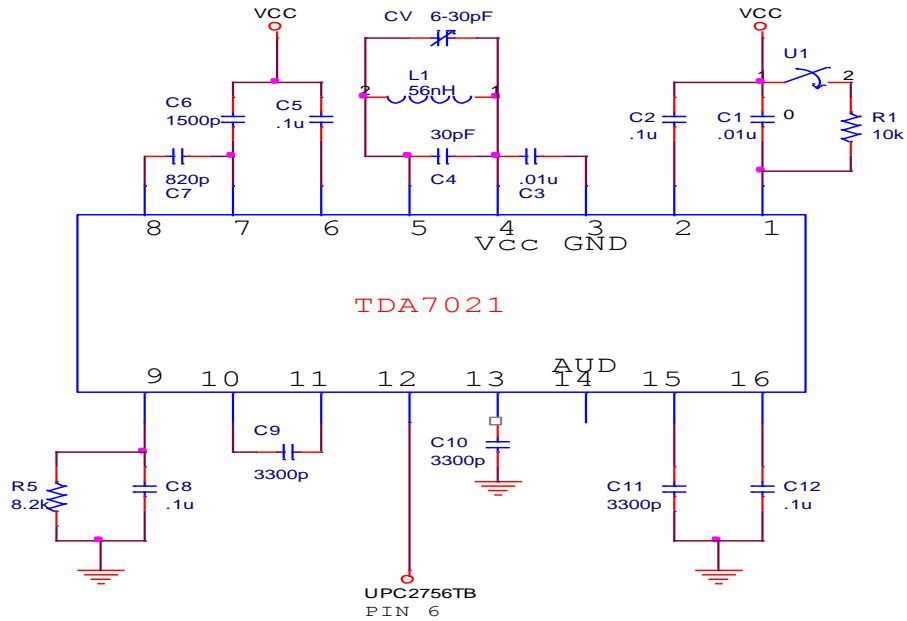 VCC
CV 6-30pF
VCC
U1
1 2
L1
2 56nH 1
C6
1500p
C5
.1u
C2
.1u
C1
.01u
0
R1
10k
30pF
820p
C7
C4
.01u
C3
8 7 6 5 4 3 2 1
Vcc GND
TDA7021
AUD
9 10 11 12 13 14 15 16
C9
3300p
C10
3300p
R5
8.2k
C8
.1u
C11
3300p
C12
.1u
UPC2756TB
PIN 6